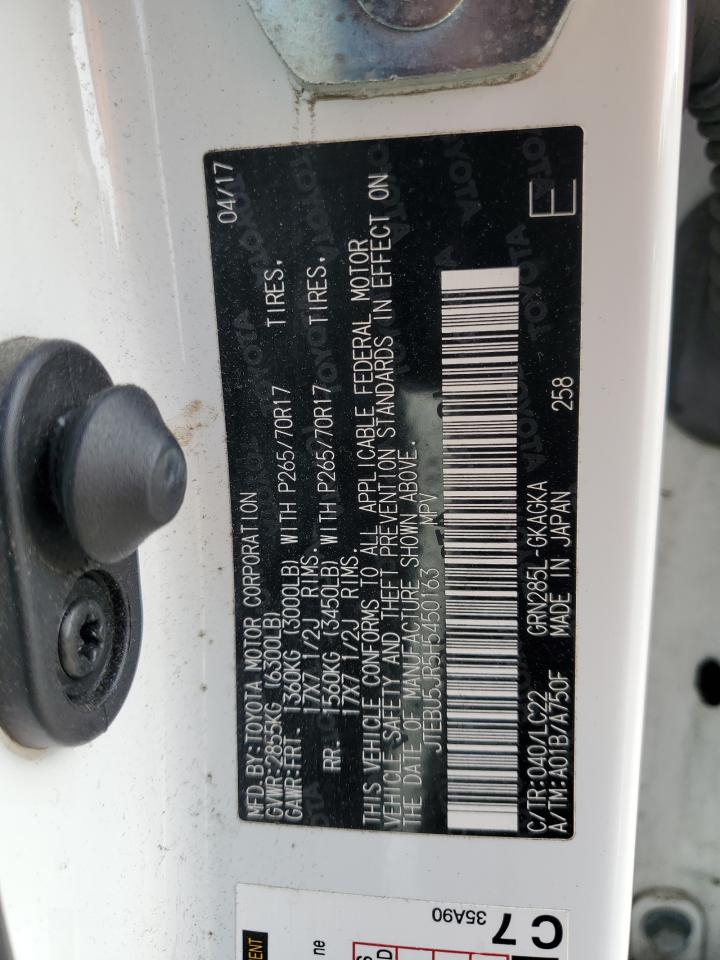 MFD. BY:TOYOTA MOTOR CORPORATION 04/17
GVWR:2855KG (6300LB)
GAWR:FRT. 1360KG (3000LB) WITH P265/70R17 TIRES,
17X7 1/2J RIMS.
RR. 1560KG (3450LB) WITH P265/70R17 TIRES,
17X7 1/2J RIMS.
THIS VEHICLE CONFORMS TO ALL APPLICABLE FEDERAL MOTOR
VEHICLE SAFETY AND THEFT PREVENTION STANDARDS IN EFFECT ON
THE DATE OF MANUFACTURE SHOWN ABOVE.
JTEBU5JR5H5450163 MPV
C/TR:040/LC22 GRN285L-GKAGKA
A/TM:A01B/A750F MADE IN JAPAN 258
E
C 7
35A90
ne